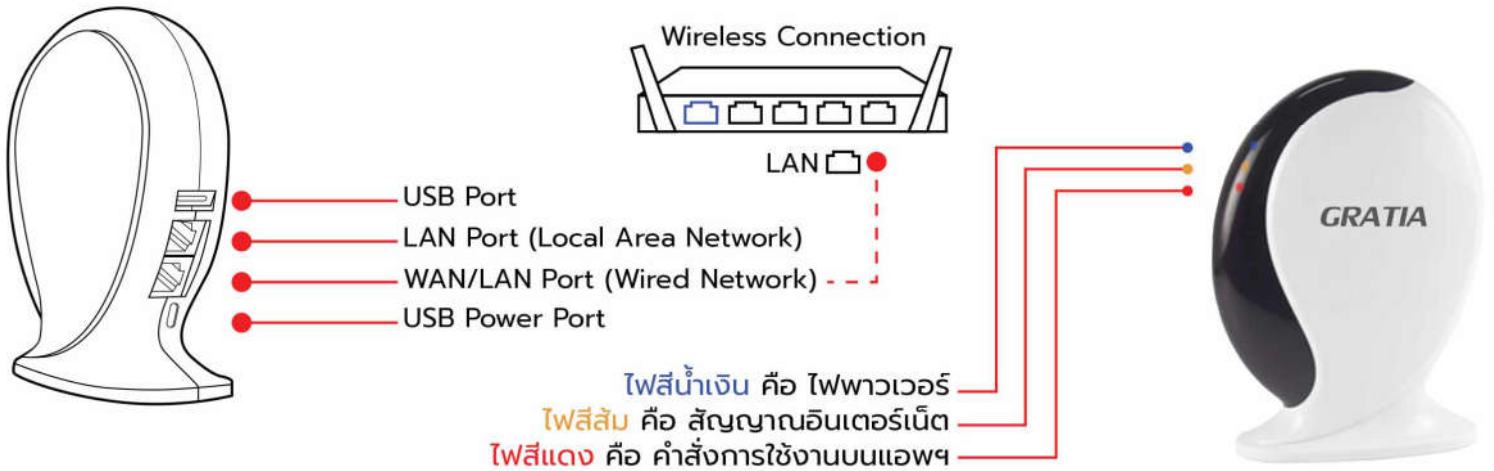 Wireless Connection
LAN
USB Port
LAN Port (Local Area Network)
WAN/LAN Port (Wired Network)
USB Power Port
GRATIA
ไฟสีน้ำเงิน คือ ไฟพาวเวอร์
ไฟสีส้ม คือ สัญญาณอินเตอร์เน็ต
ไฟสีแดง คือ คำสั่งการใช้งานบนแอพฯ